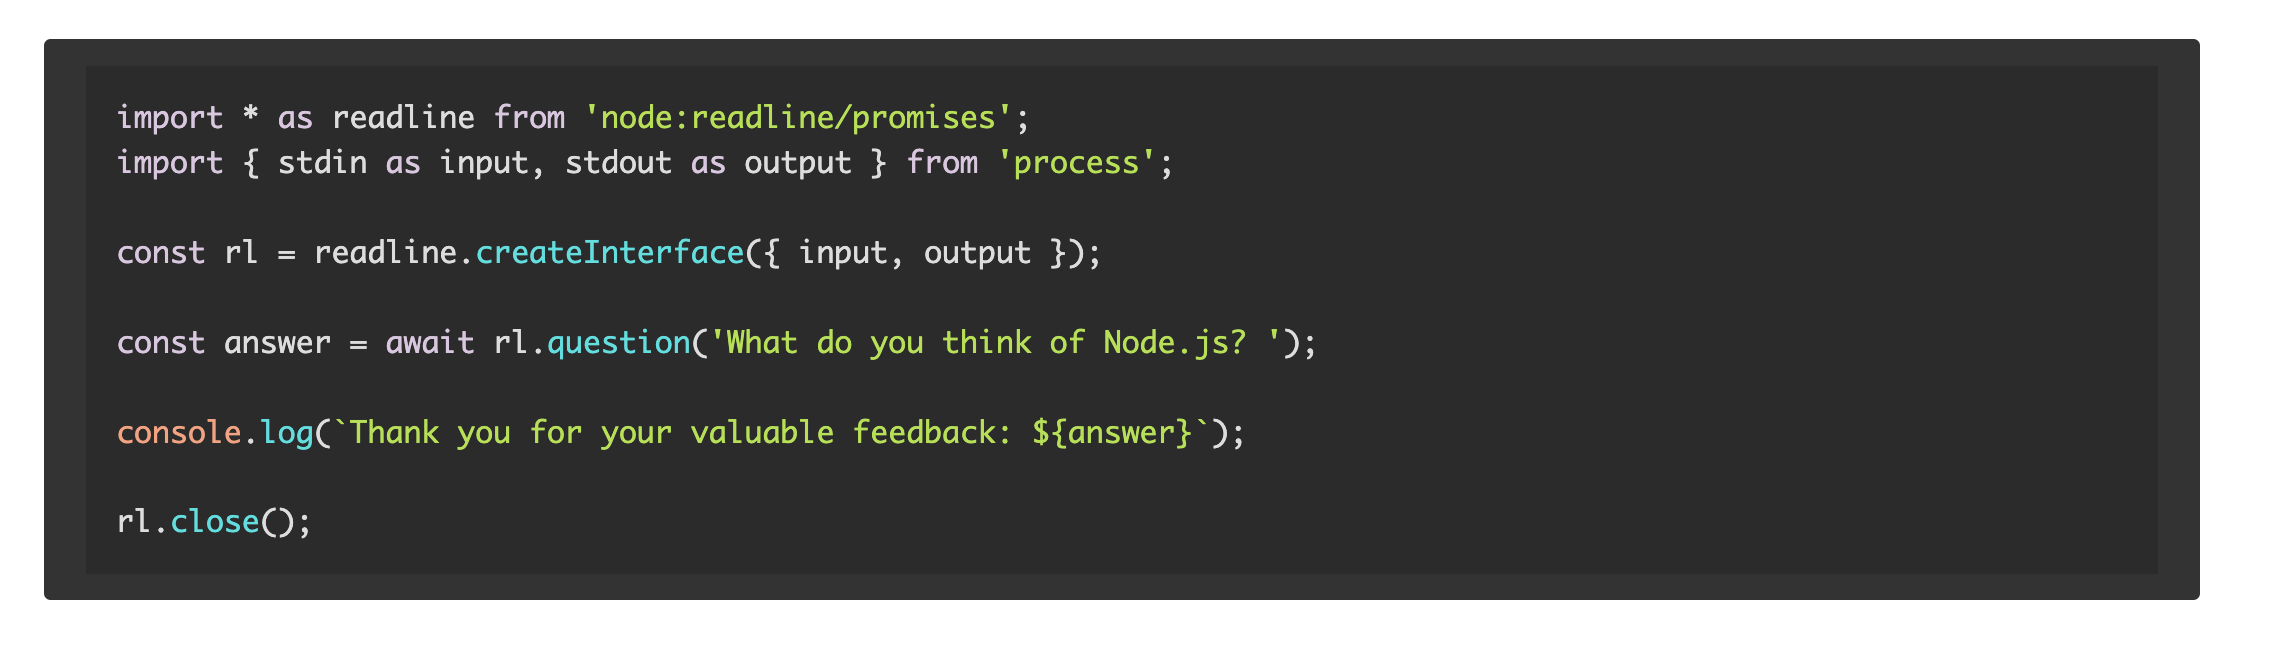 import * as readline from 'node:readline/promises';
import { stdin as input, stdout as output } from 'process';
const rl = readline.createInterface({ input, output });
const answer = await rl.question('What do you think of Node.js? ');
console.log(`Thank you for your valuable feedback: ${answer}`);
rl.close();